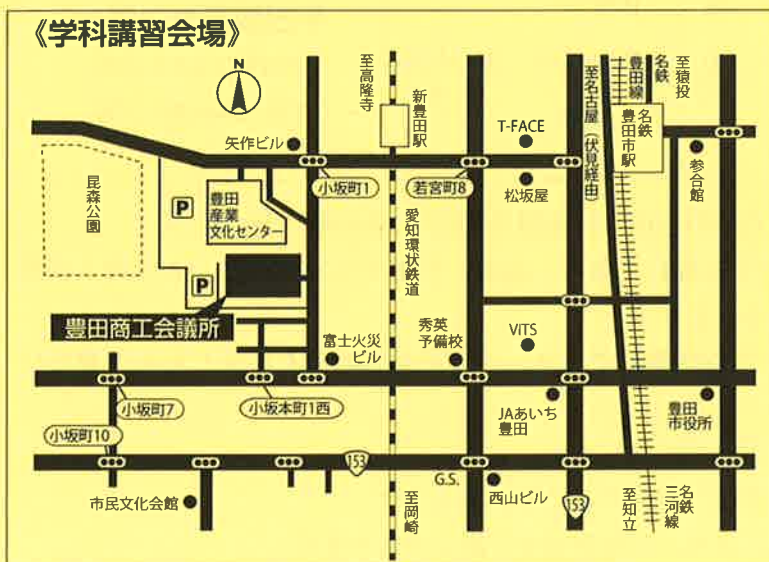 《学科講習会場》
N
至高隆寺
新豊田駅
至名古屋(伏見経由)
名鉄
豊田線
名鉄
豊田市駅
至猿投
矢作ビル
T-FACE
参合館
小坂町1
若宮町8
松坂屋
昆森公園
P
豊田
産業
文化センター
愛知環状鉄道
P
豊田商工会議所
富士火災
ビル
秀英
予備校
VITS
小坂町7
小坂本町1西
JAあいち
豊田
豊田
市役所
小坂町10
153
G.S.
市民文化会館
至岡崎
西山ビル
153
至知立
名鉄
三河線